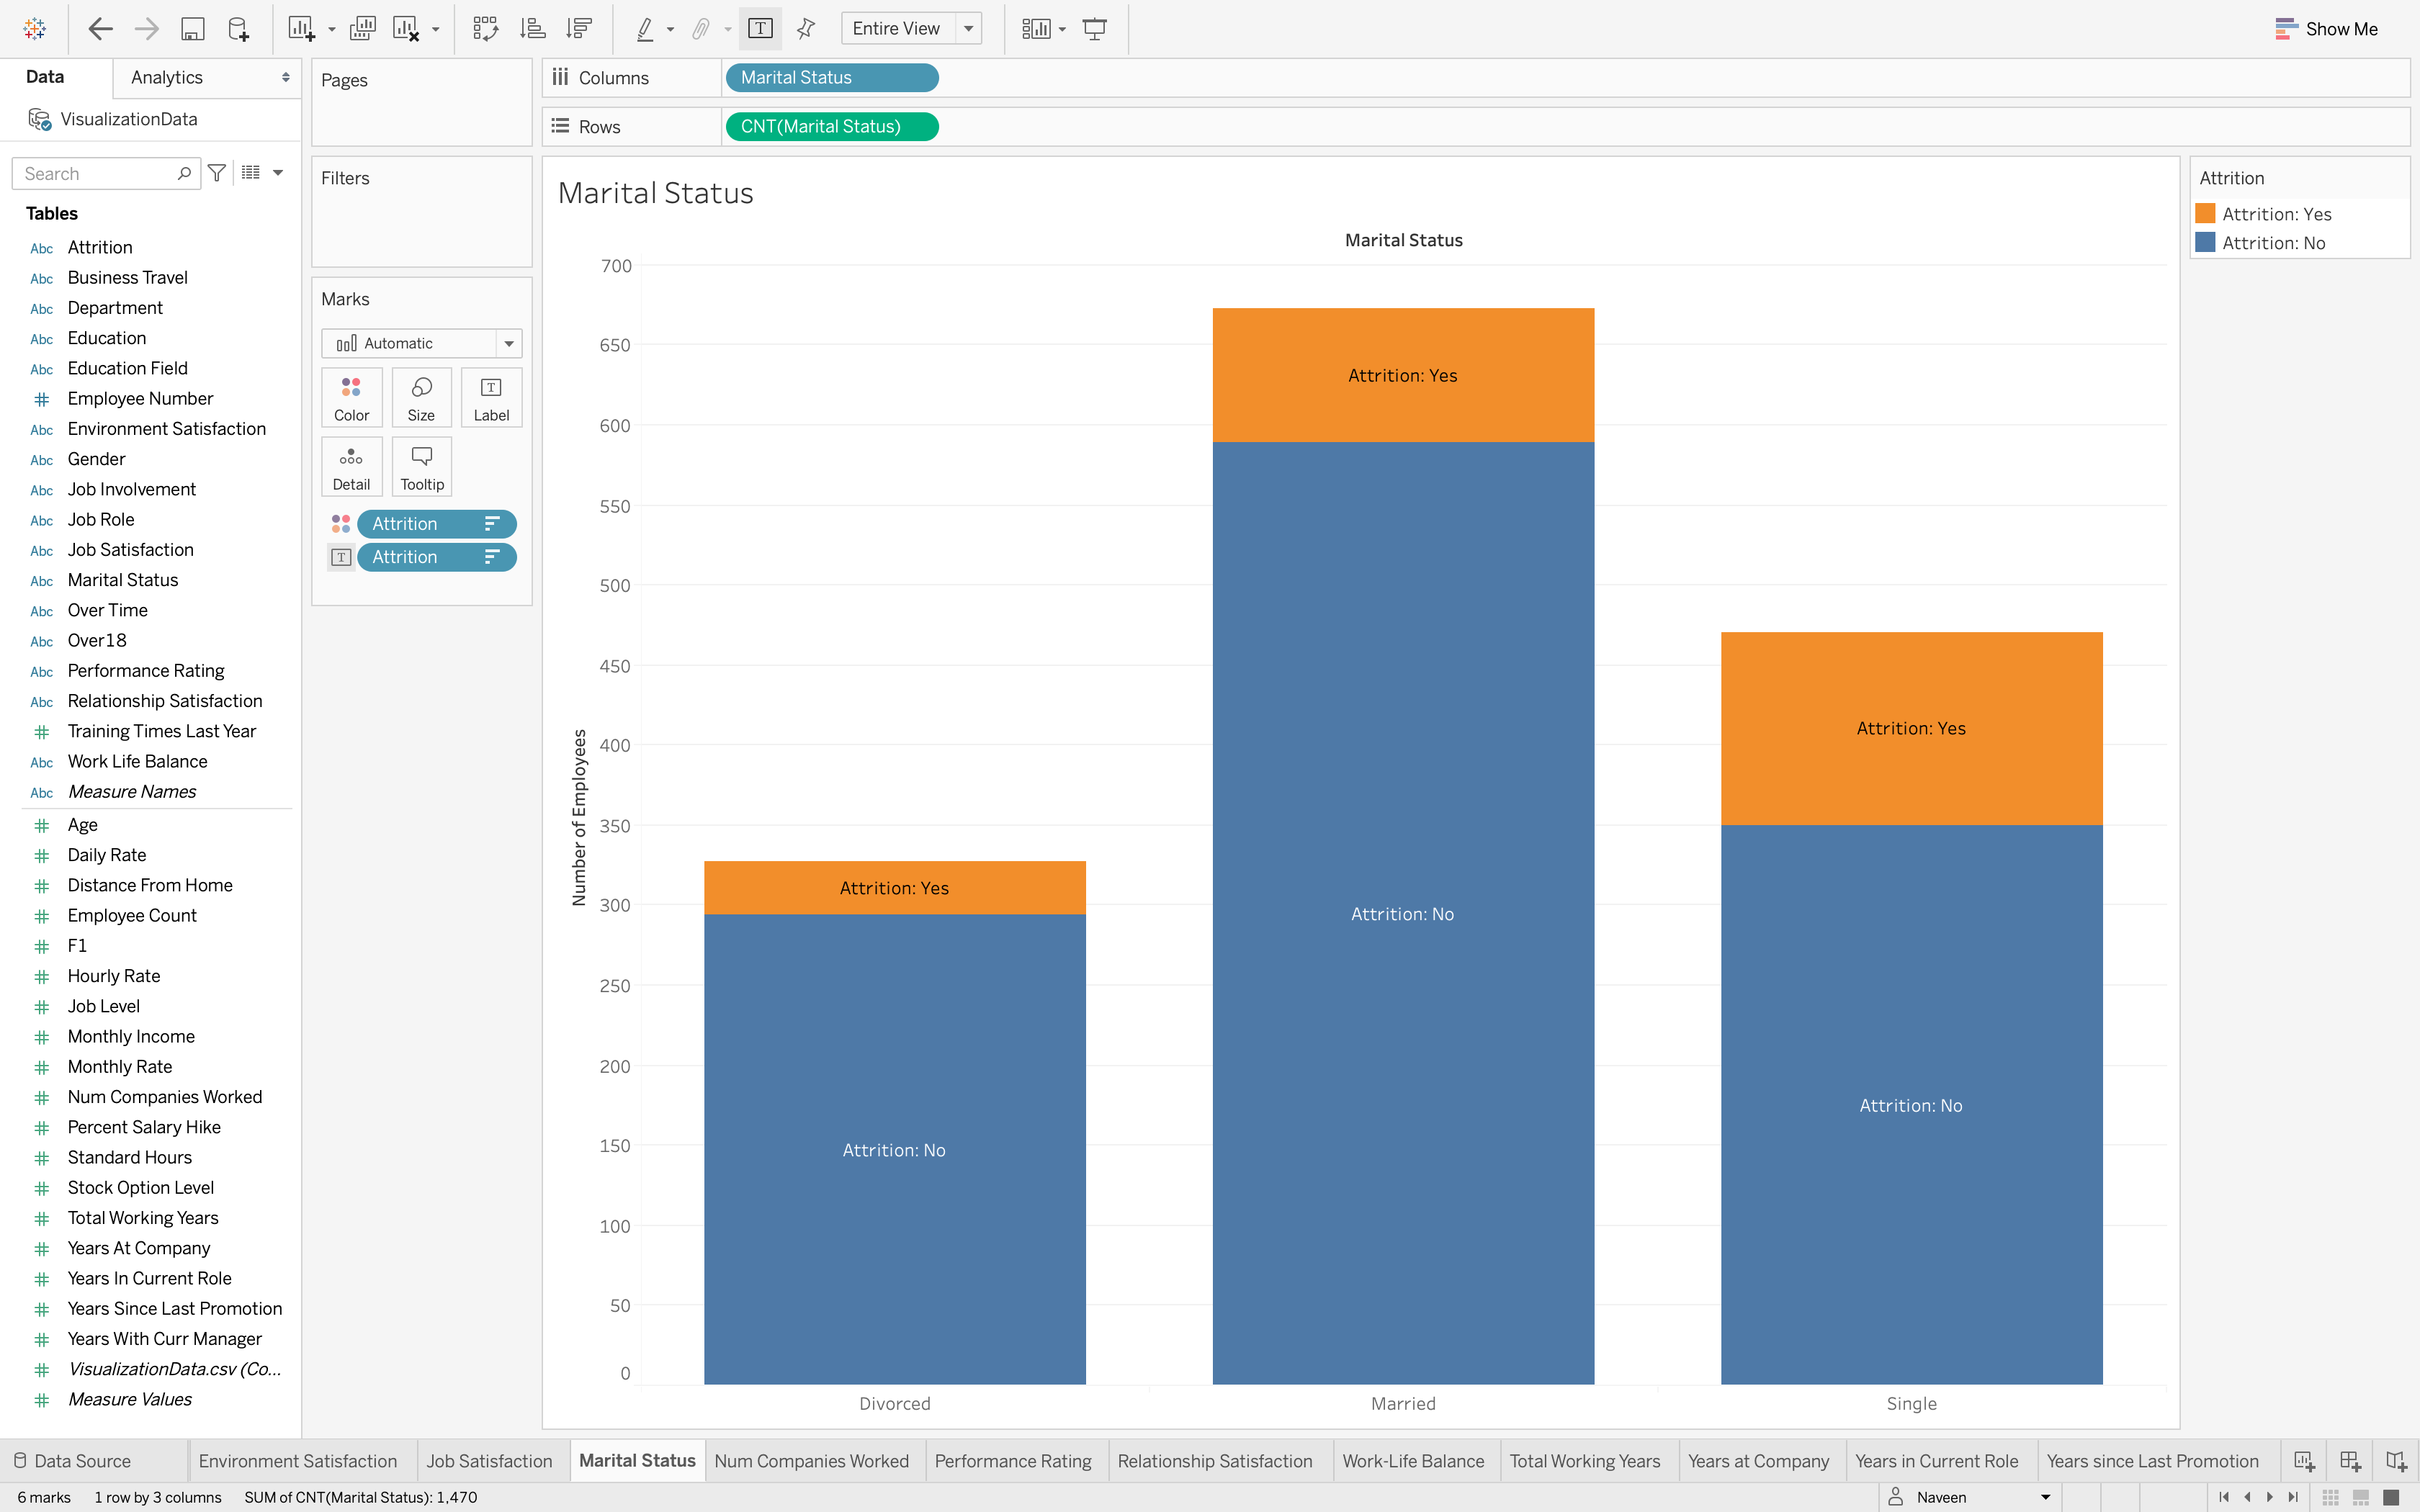 Entire View
Show Me
Data
Analytics
VisualizationData
Search
Tables
Abc Attrition
Abc Business Travel
Abc Department
Abc Education
Abc Education Field
# Employee Number
Abc Environment Satisfaction
Abc Gender
Abc Job Involvement
Abc Job Role
Abc Job Satisfaction
Abc Marital Status
Abc Over Time
Abc Over18
Abc Performance Rating
Abc Relationship Satisfaction
# Training Times Last Year
Abc Work Life Balance
Abc Measure Names
# Age
# Daily Rate
# Distance From Home
# Employee Count
# F1
# Hourly Rate
# Job Level
# Monthly Income
# Monthly Rate
# Num Companies Worked
# Percent Salary Hike
# Standard Hours
# Stock Option Level
# Total Working Years
# Years At Company
# Years In Current Role
# Years Since Last Promotion
# Years With Curr Manager
# VisualizationData.csv (Co...
# Measure Values
Pages
Filters
Marks
Automatic
Color Size Label
Detail Tooltip
Attrition
T Attrition
Columns Marital Status
Rows CNT(Marital Status)
Marital Status
Marital Status
Number of Employees
700
650
600
550
500
450
400
350
300
250
200
150
100
50
0
Attrition: Yes
Attrition: No
Attrition: Yes
Attrition: No
Attrition: Yes
Attrition: No
Divorced Married Single
Attrition
Attrition: Yes
Attrition: No
Data Source Environment Satisfaction Job Satisfaction Marital Status Num Companies Worked Performance Rating Relationship Satisfaction Work-Life Balance Total Working Years Years at Company Years in Current Role Years since Last Promotion
6 marks 1 row by 3 columns SUM of CNT(Marital Status): 1,470 Naveen